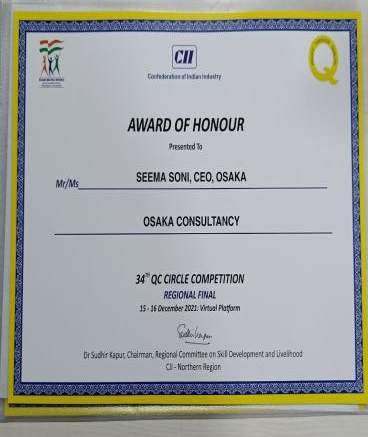 CII
Confederation of Indian Industry
Q
AWARD OF HONOUR
Presented To
Mr/Ms SEEMA SONI, CEO, OSAKA
OSAKA CONSULTANCY
34TH QC CIRCLE COMPETITION
REGIONAL FINAL
15 - 16 December 2021: Virtual Platform
Dr Sudhir Kapur, Chairman, Regional Committee on Skill Development and Livelihood
CII - Northern Region